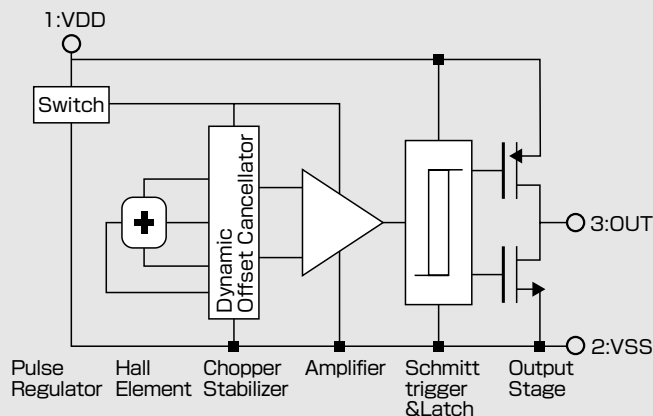 1:VDD
Switch
Dynamic
Offset Cancellator
3:OUT
2:VSS
Pulse
Regulator
Hall
Element
Chopper
Stabilizer
Amplifier
Schmitt
trigger
&Latch
Output
Stage